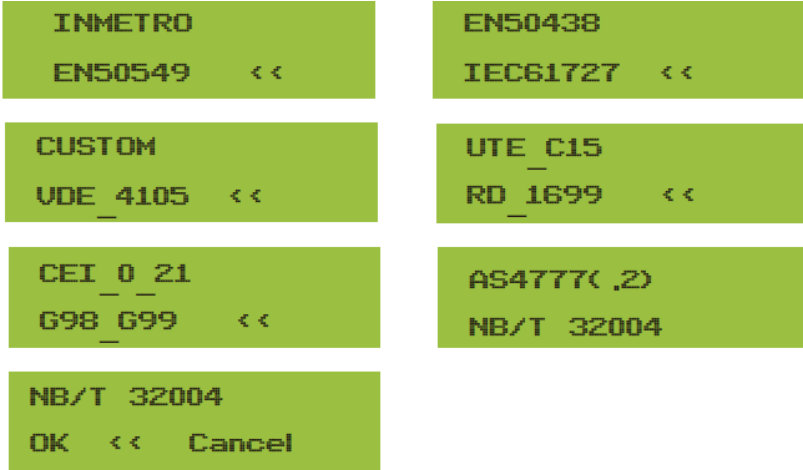 INMETRO
EN50549 <<
EN50438
IEC61727 <<
CUSTOM
VDE_4105 <<
UTE_C15
RD_1699 <<
CEI_0_21
G98_G99 <<
AS4777(.2)
NB/T 32004
NB/T 32004
OK << Cancel